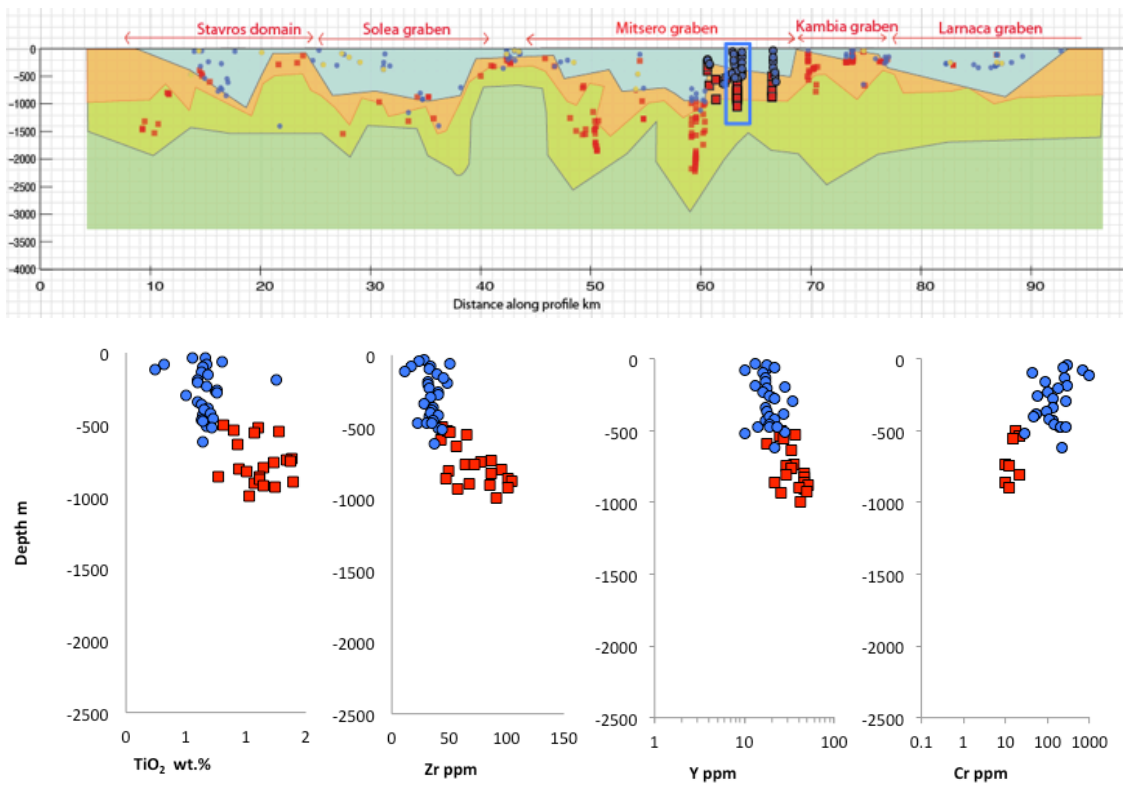 Stavros domain Solea graben Mitsero graben Kambia graben Larnaca graben
0
-500
-1000
-1500
-2000
-2500
-3000
-3500
-4000
0 10 20 30 40 50 60 70 80 90
Distance along profile km
Depth m
0
-500
-1000
-1500
-2000
-2500
0 1 1 2
TiO2 wt.%
0
-500
-1000
-1500
-2000
-2500
0 50 100 150
Zr ppm
0
-500
-1000
-1500
-2000
-2500
1 10 100
Y ppm
0
-500
-1000
-1500
-2000
-2500
0.1 1 10 100 1000
Cr ppm